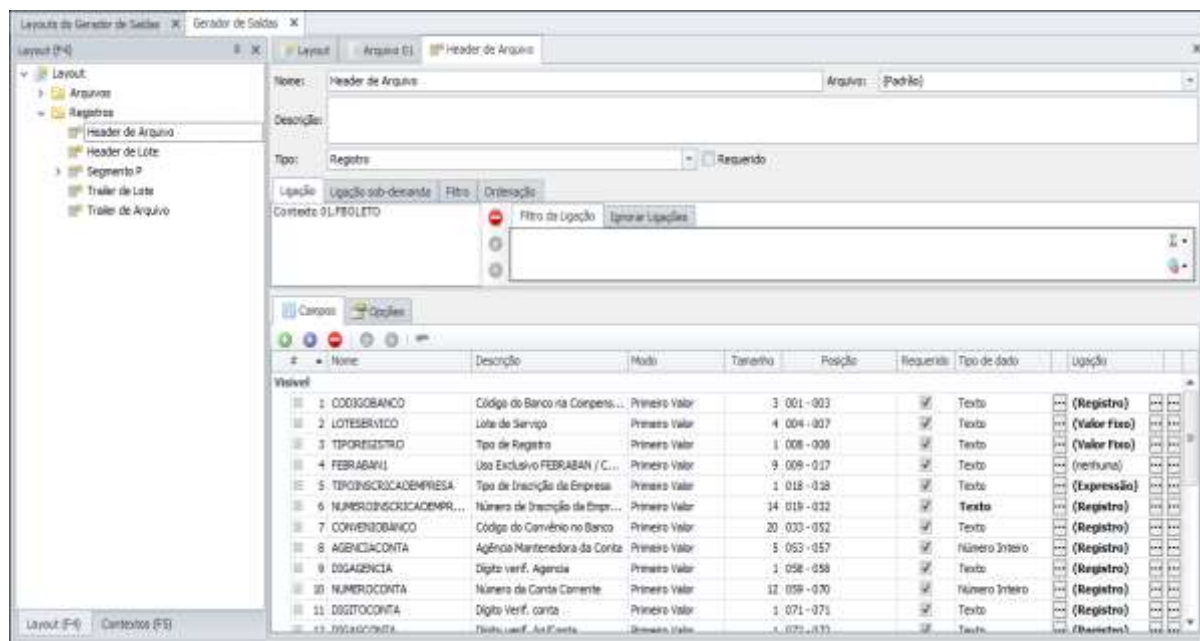 Layouts do Gerador de Saídas
Gerador de Saídas
Layout (F4)
Layout
Arquivos
Registros
Header de Arquivo
Header de Lote
Segmento P
Trailer de Lote
Trailer de Arquivo
Layout (F4)
Contextos (F5)
Layout
Arquivo 01
Header de Arquivo
Nome: Header de Arquivo Arquivo: (Padrão)
Descrição:
Tipo: Registro Requerido
Ligação Ligação sob-demanda Filtro Ordenação
Contexto 01.FBOLETO
Filtro da Ligação Ignorar Ligações
Campos Opções
# Nome Descrição Modo Tamanho Posição Requerido Tipo de dado Ligação
Visível
1 CODIGOBANCO Código do Banco na Compens... Primeiro Valor 3 001 - 003 Texto (Registro)
2 LOTESERVICO Lote de Serviço Primeiro Valor 4 004 - 007 Texto (Valor Fixo)
3 TIPOREGISTRO Tipo de Registro Primeiro Valor 1 008 - 008 Texto (Valor Fixo)
4 FEBRABAN1 Uso Exclusivo FEBRABAN / C... Primeiro Valor 9 009 - 017 Texto (nenhuma)
5 TIPOINSCRICAOEMPRESA Tipo de Inscrição da Empresa Primeiro Valor 1 018 - 018 Texto (Expressão)
6 NUMEROINSCRICAOEMPR... Número de Inscrição da Empr... Primeiro Valor 14 019 - 032 Texto (Registro)
7 CONVENIOBANCO Código do Convênio no Banco Primeiro Valor 20 033 - 052 Texto (Registro)
8 AGENCIACONTA Agência Mantenedora da Conta Primeiro Valor 5 053 - 057 Número Inteiro (Registro)
9 DIGAGENCIA Dígito verif. Agencia Primeiro Valor 1 058 - 058 Texto (Registro)
10 NUMEROCONTA Número da Conta Corrente Primeiro Valor 12 059 - 070 Número Inteiro (Registro)
11 DIGITOCONTA Dígito Verif. conta Primeiro Valor 1 071 - 071 Texto (Registro)